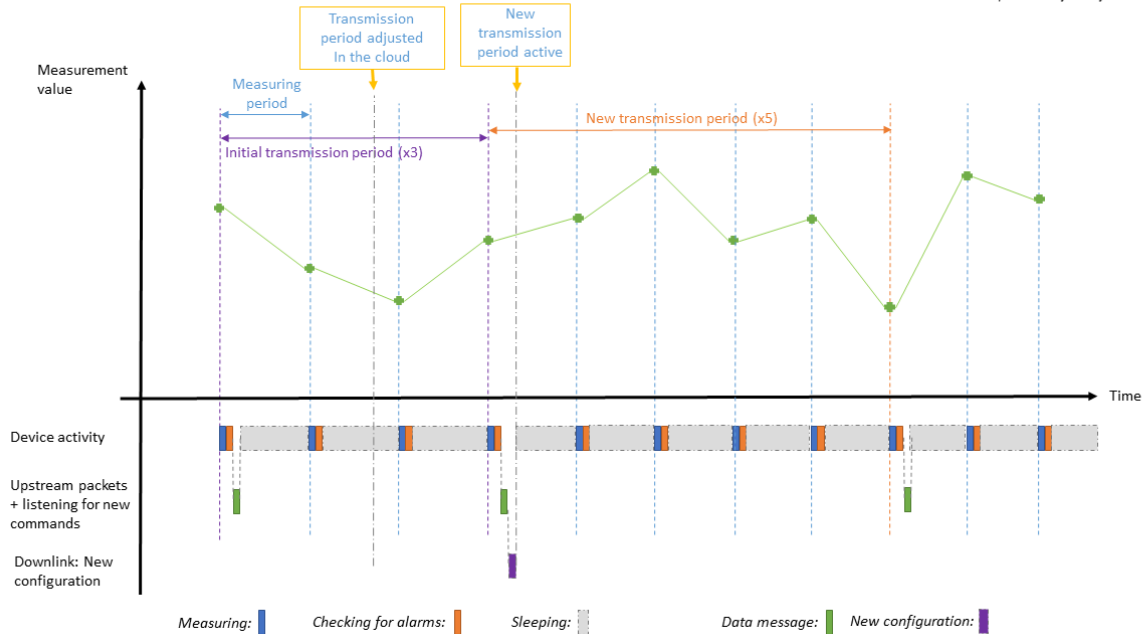 Transmission
period adjusted
In the cloud
New
transmission
period active
Measurement
value
Measuring
period
New transmission period (x5)
Initial transmission period (x3)
Time
Device activity
Upstream packets
+ listening for new
commands
Downlink: New
configuration
Measuring:
Checking for alarms:
Sleeping:
Data message:
New configuration: